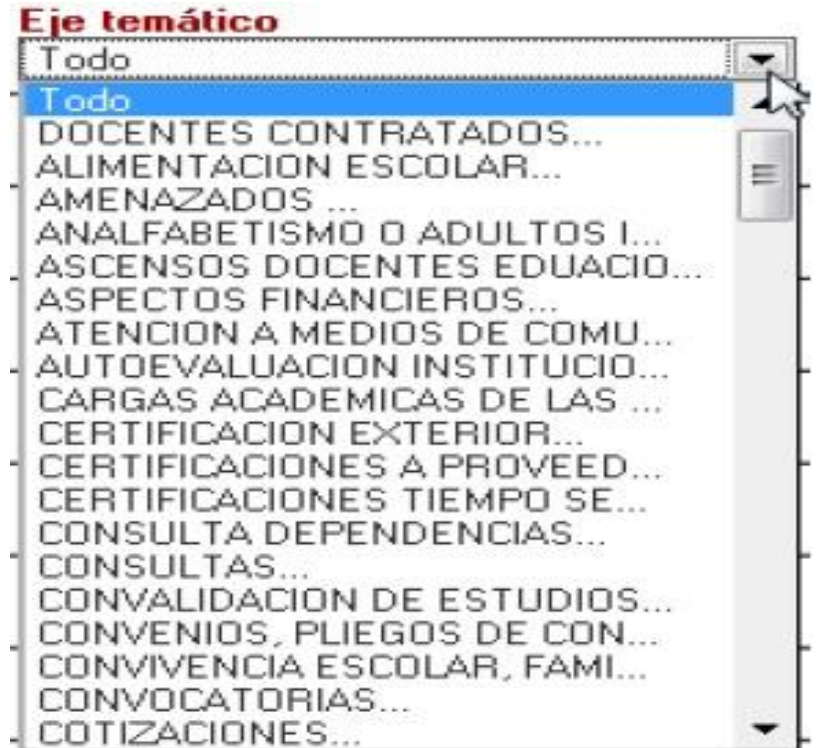 Eje temático
Todo
Todo
DOCENTES CONTRATADOS...
ALIMENTACION ESCOLAR...
AMENAZADOS ...
ANALFABETISMO O ADULTOS I...
ASCENSOS DOCENTES EDUACIO...
ASPECTOS FINANCIEROS...
ATENCION A MEDIOS DE COMU...
AUTOEVALUACION INSTITUCIO...
CARGAS ACADEMICAS DE LAS ...
CERTIFICACION EXTERIOR...
CERTIFICACIONES A PROVEED...
CERTIFICACIONES TIEMPO SE...
CONSULTA DEPENDENCIAS...
CONSULTAS...
CONVALIDACION DE ESTUDIOS...
CONVENIOS, PLIEGOS DE CON...
CONVIVENCIA ESCOLAR, FAMI...
CONVOCATORIAS...
COTIZACIONES...